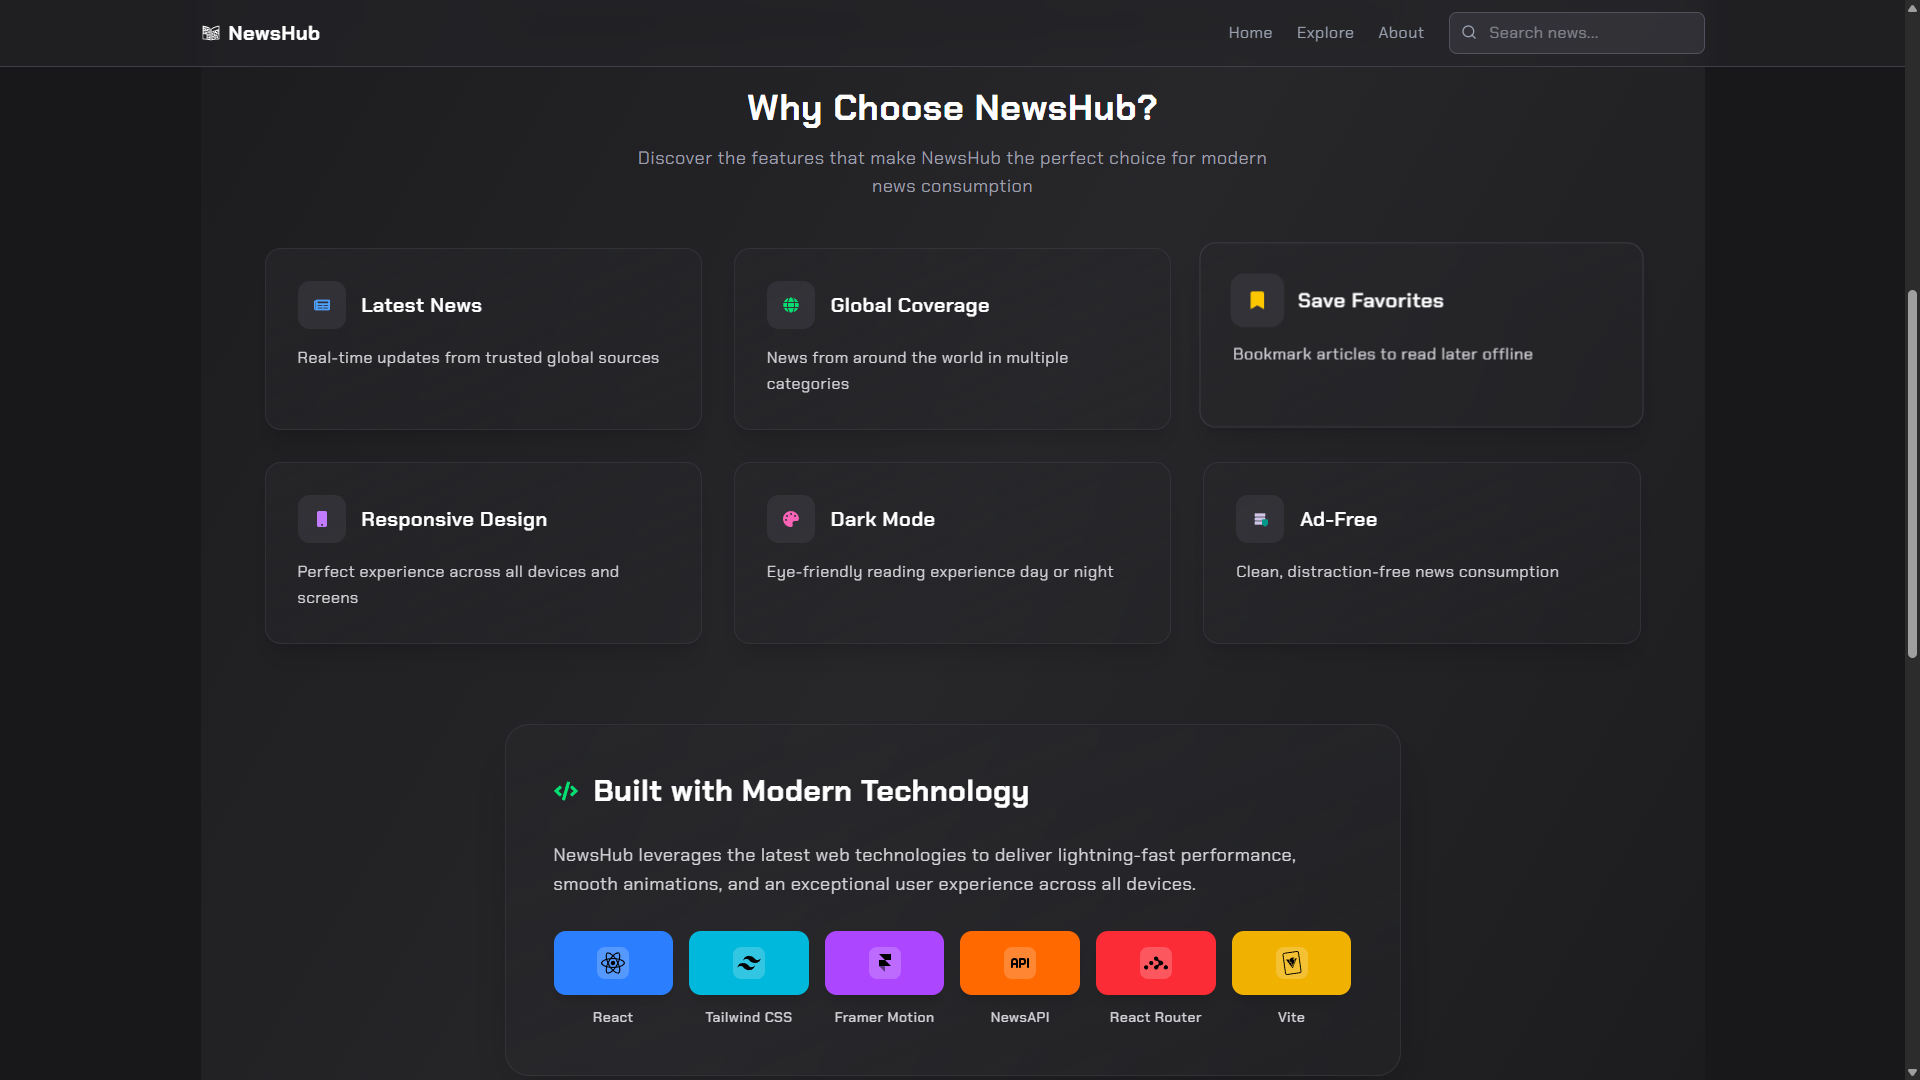 NewsHub
Home
Explore
About
Search news...
Why Choose NewsHub?
Discover the features that make NewsHub the perfect choice for modern
news consumption
Latest News
Real-time updates from trusted global sources
Global Coverage
News from around the world in multiple
categories
Save Favorites
Bookmark articles to read later offline
Responsive Design
Perfect experience across all devices and
screens
Dark Mode
Eye-friendly reading experience day or night
Ad-Free
Clean, distraction-free news consumption
Built with Modern Technology
NewsHub leverages the latest web technologies to deliver lightning-fast performance,
smooth animations, and an exceptional user experience across all devices.
API
React
Tailwind CSS
Framer Motion
NewsAPI
React Router
Vite